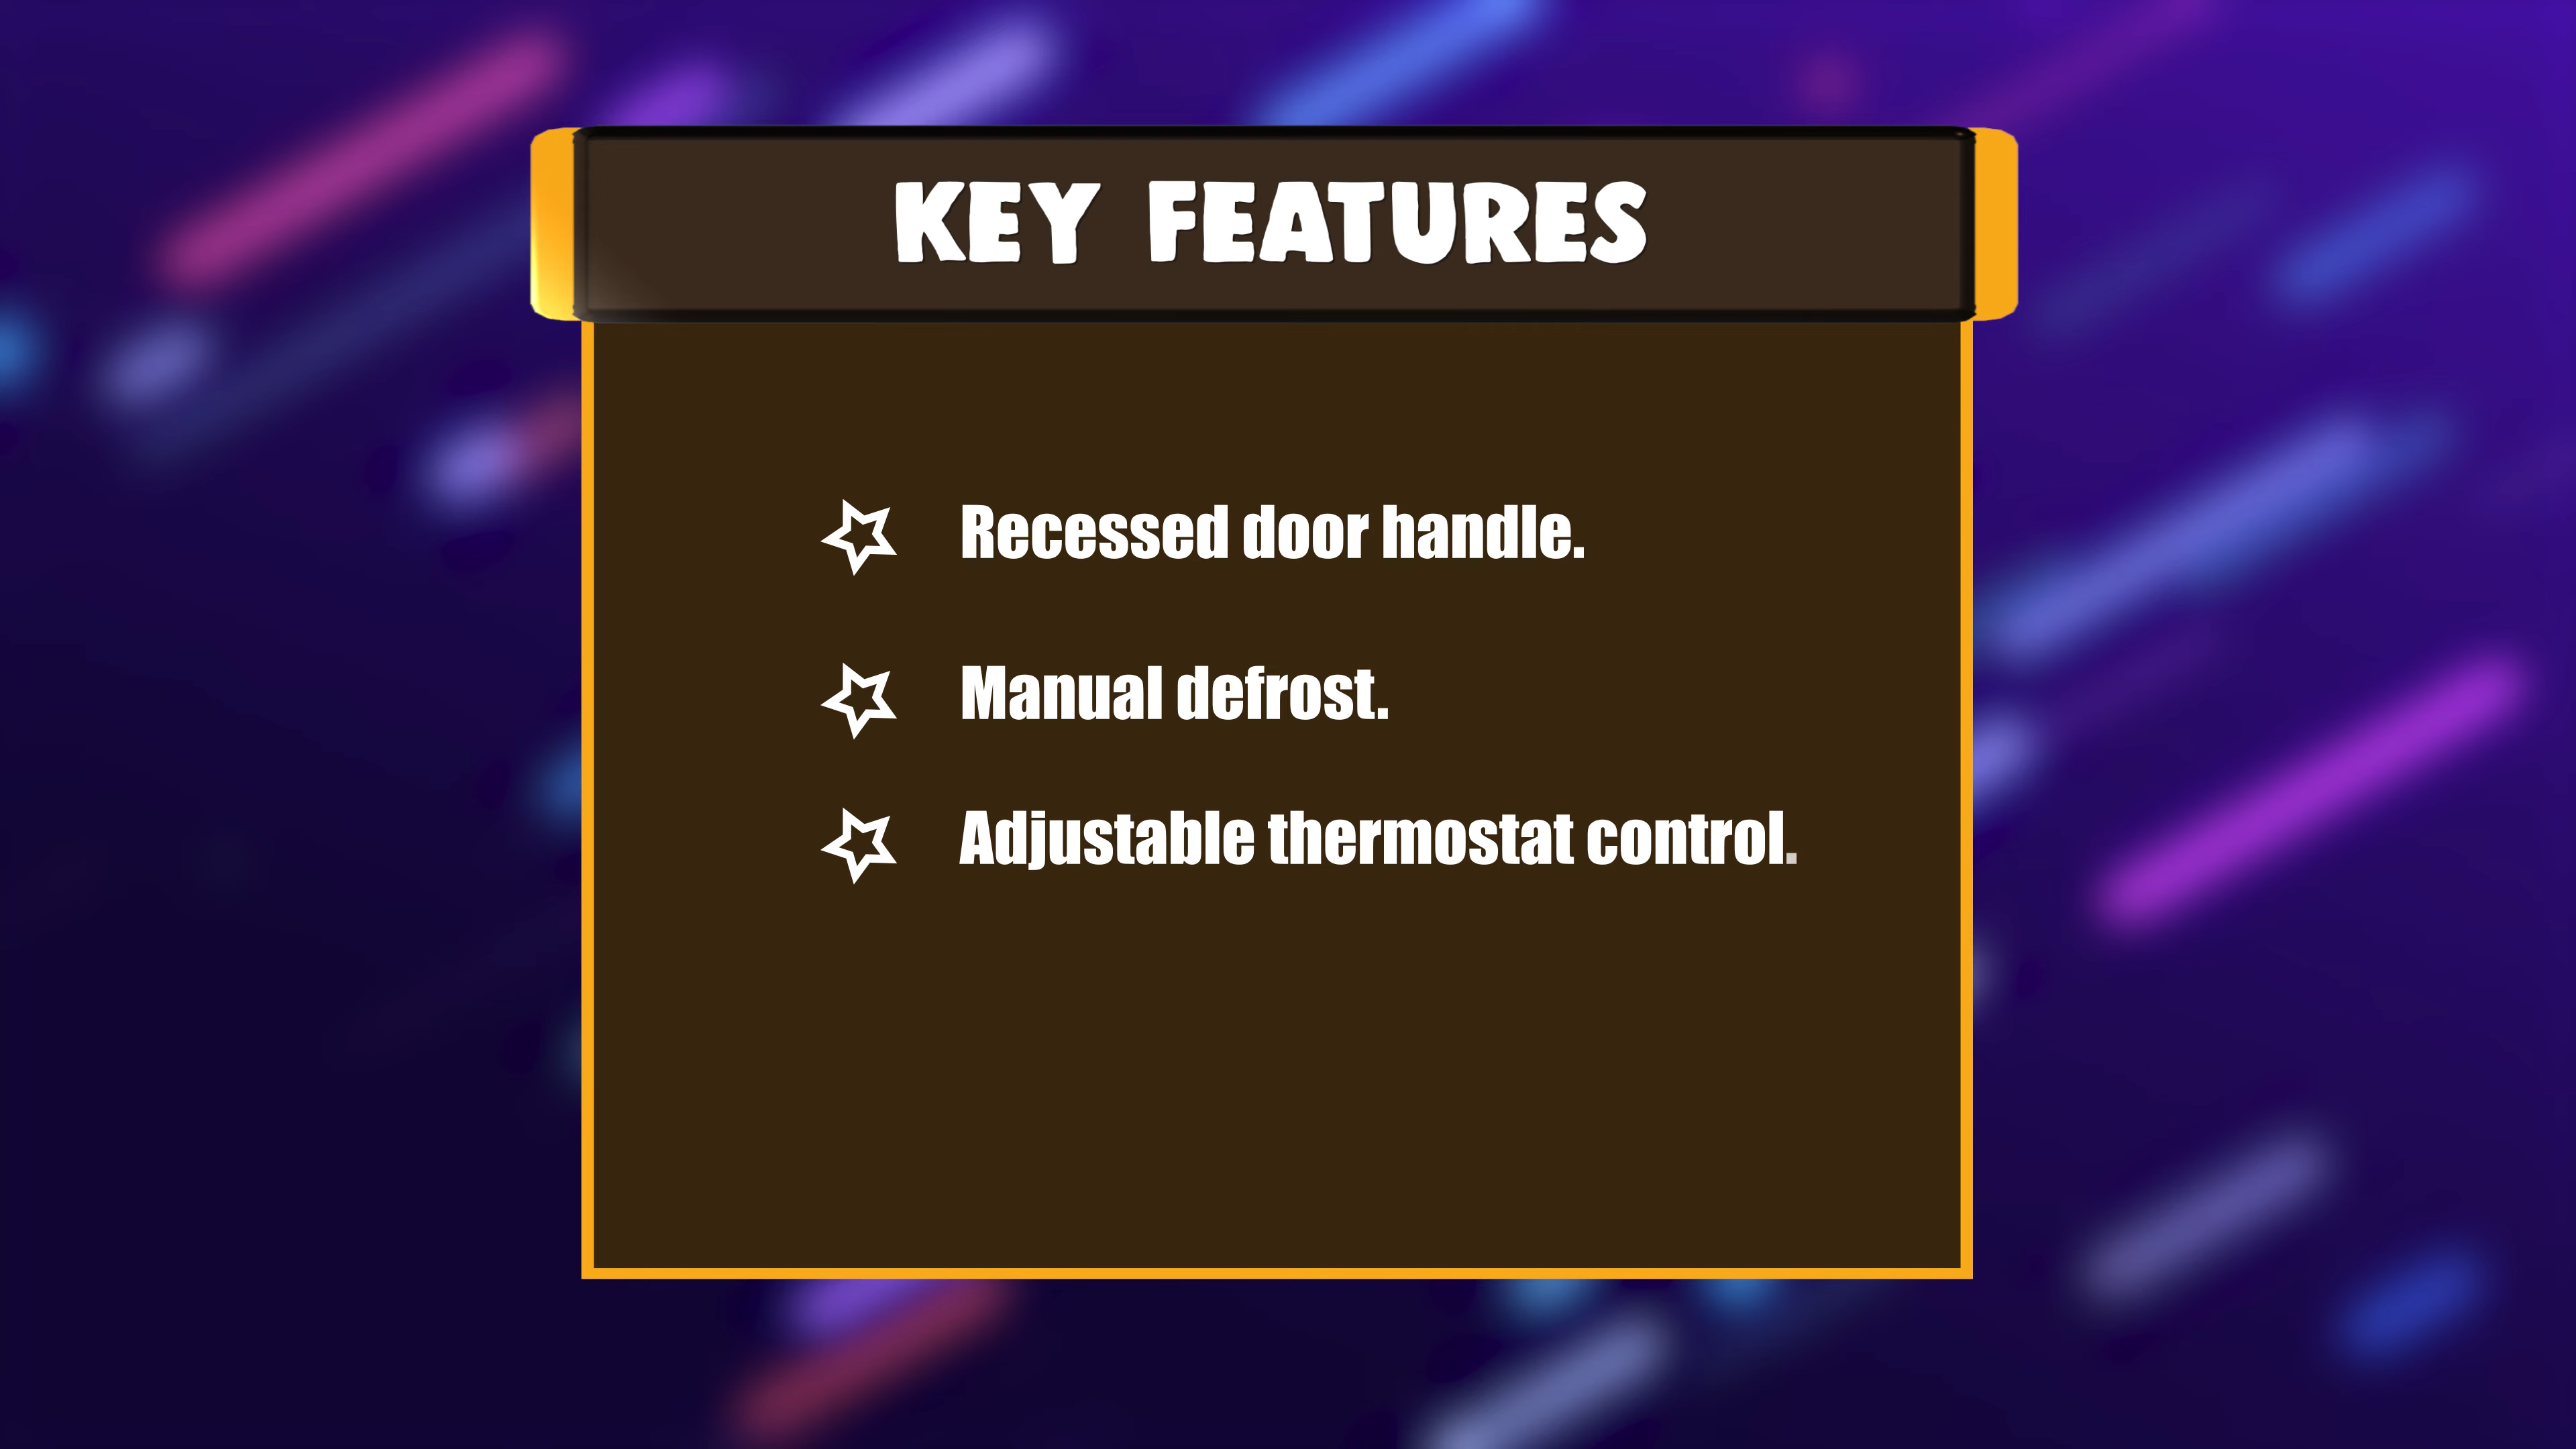 KEY FEATURES
Recessed door handle.
Manual defrost.
Adjustable thermostat control.